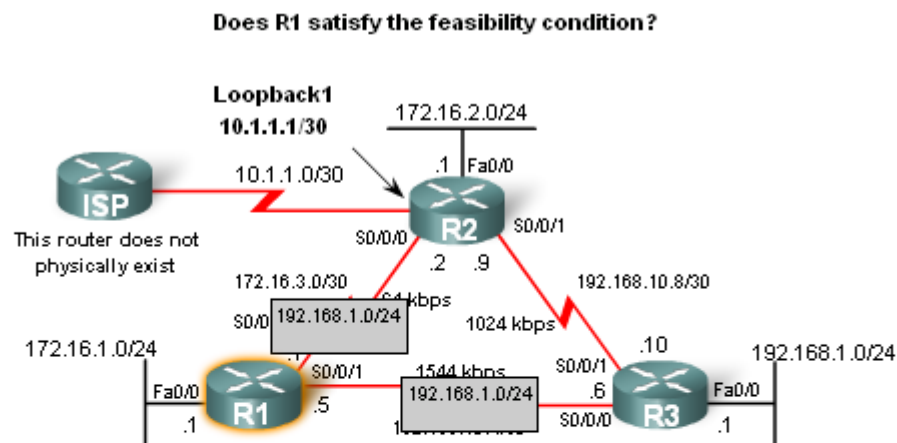 Does R1 satisfy the feasibility condition?
Loopback1
10.1.1.1/30
172.16.2.0/24
.1 Fa0/0
10.1.1.0/30
ISP
R2
This router does not
physically exist
S0/0/0
S0/0/1
.2 .9
172.16.3.0/30
192.168.10.8/30
kbps
192.168.1.0/24
1024 kbps
S0/0
172.16.1.0/24
.10
192.168.1.0/24
S0/0/1
1544 kbps
S0/0/1
Fa0/0
R1
.5
192.168.1.0/24
.6
R3
Fa0/0
.1
S0/0/0
.1